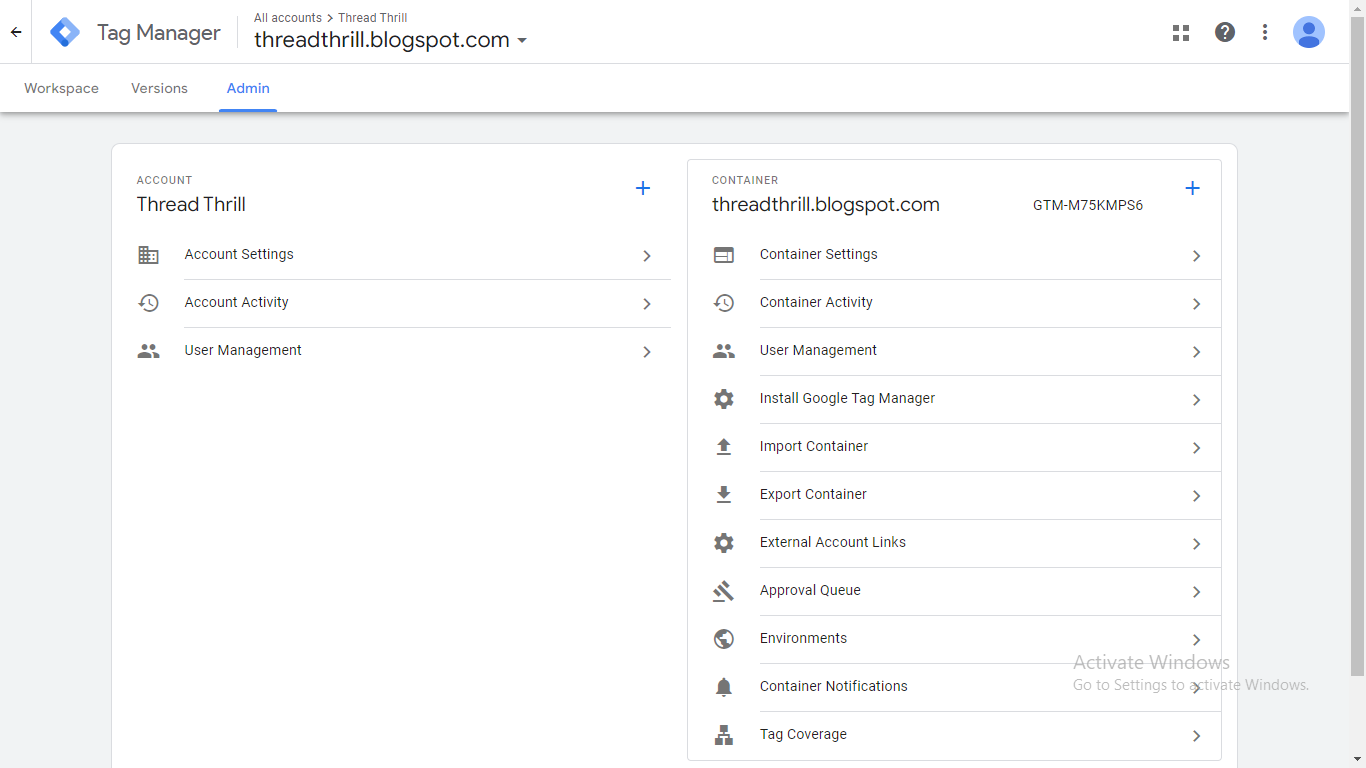 Tag Manager
All accounts > Thread Thrill
threadthrill.blogspot.com
Workspace Versions Admin
ACCOUNT
Thread Thrill
Account Settings
Account Activity
User Management
CONTAINER
threadthrill.blogspot.com GTM-M75KMPS6
Container Settings
Container Activity
User Management
Install Google Tag Manager
Import Container
Export Container
External Account Links
Approval Queue
Environments
Container Notifications
Tag Coverage
Activate Windows
Go to Settings to activate Windows.